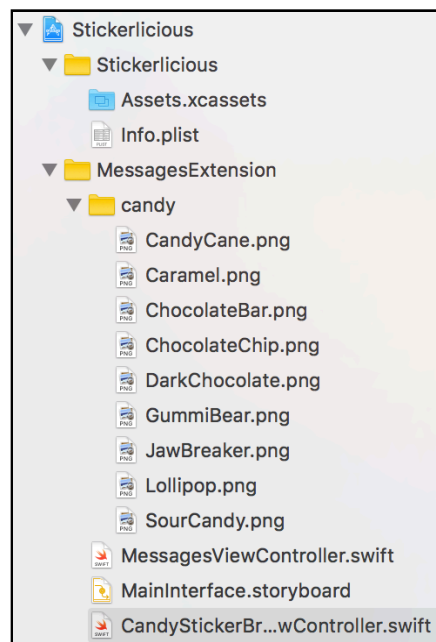 Stickerlicious
Stickerlicious
Assets.xcassets
Info.plist
MessagesExtension
candy
CandyCane.png
Caramel.png
ChocolateBar.png
ChocolateChip.png
DarkChocolate.png
GummiBear.png
JawBreaker.png
Lollipop.png
SourCandy.png
MessagesViewController.swift
MainInterface.storyboard
CandyStickerBr...wController.swift